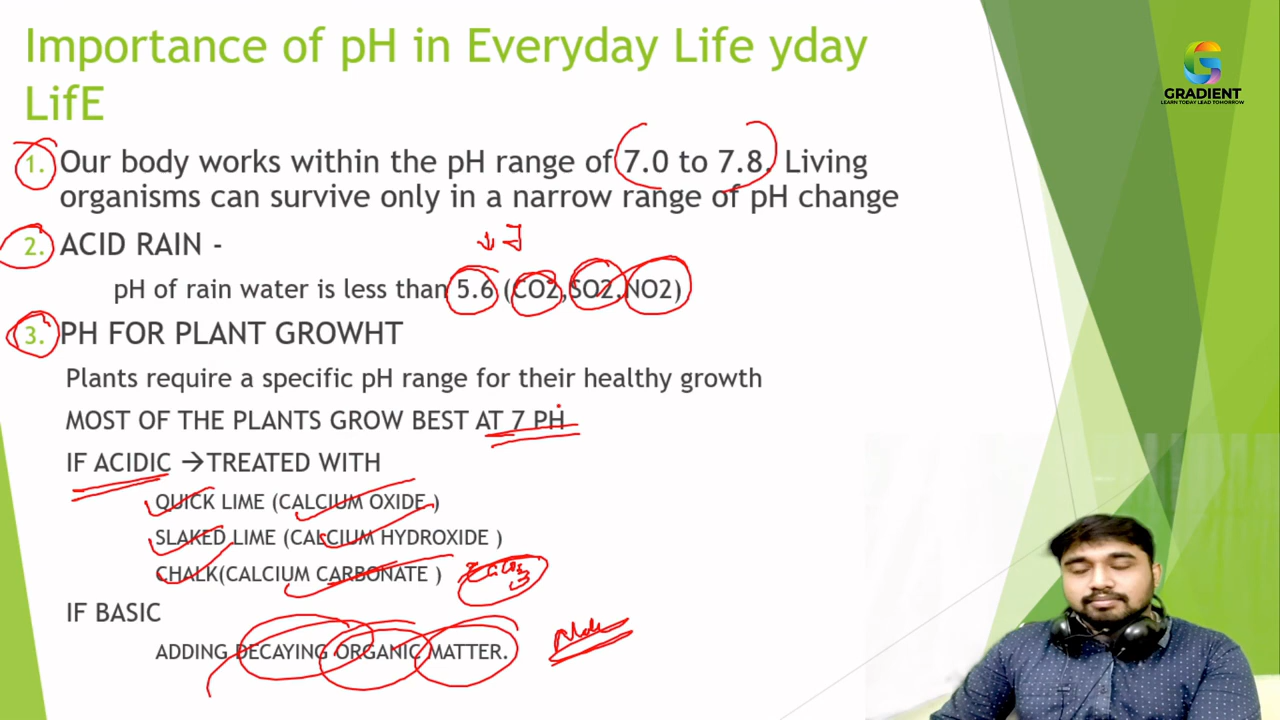 Importance of pH in Everyday Life yday
LifE
GRADIENT
LEARN TODAY LEAD TOMORROW
1. Our body works within the pH range of 7.0 to 7.8. Living
organisms can survive only in a narrow range of pH change
2. ACID RAIN -
pH of rain water is less than 5.6 (CO2,SO2,NO2)
3. PH FOR PLANT GROWHT
Plants require a specific pH range for their healthy growth
MOST OF THE PLANTS GROW BEST AT 7 PH
IF ACIDIC →TREATED WITH
QUICK LIME (CALCIUM OXIDE )
SLAKED LIME (CALCIUM HYDROXIDE )
CHALK(CALCIUM CARBONATE )
IF BASIC
ADDING DECAYING ORGANIC MATTER.